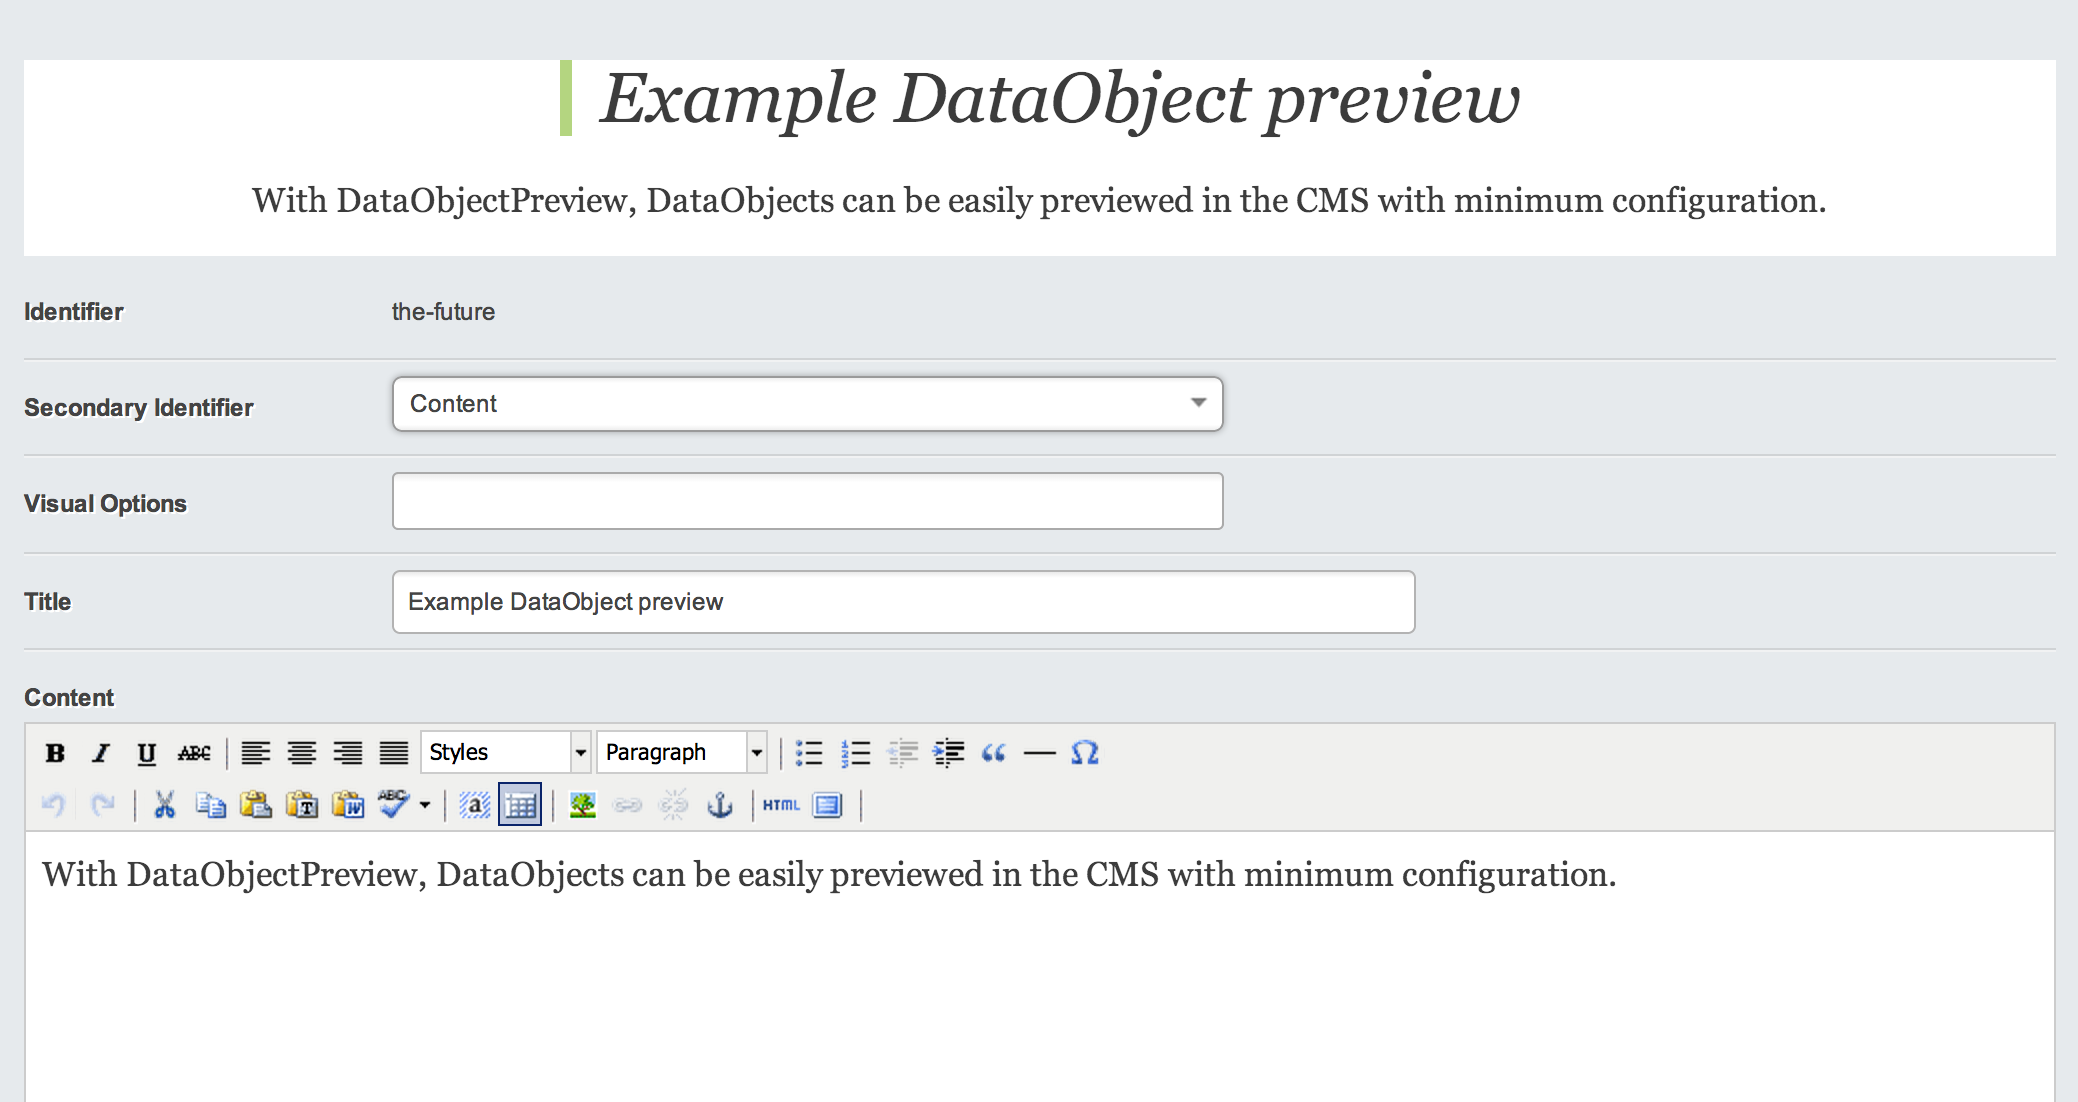 Example DataObject preview
With DataObjectPreview, DataObjects can be easily previewed in the CMS with minimum configuration.
Identifier the-future
Secondary Identifier Content
Visual Options
Title Example DataObject preview
Content
B I U ABC Styles Paragraph “ Ω
T W ABC a HTML
With DataObjectPreview, DataObjects can be easily previewed in the CMS with minimum configuration.